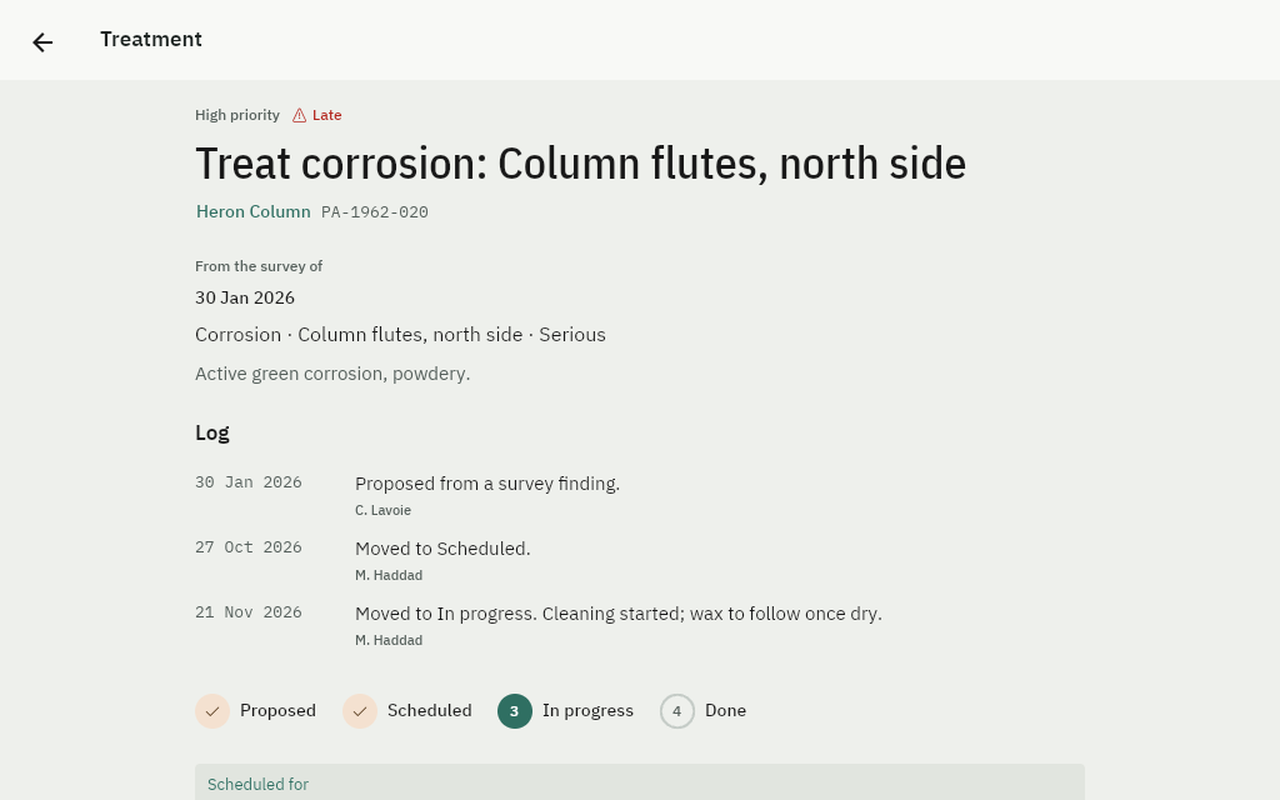 Treatment
High priority Late
Treat corrosion: Column flutes, north side
Heron Column PA-1962-020
From the survey of
30 Jan 2026
Corrosion · Column flutes, north side · Serious
Active green corrosion, powdery.
Log
30 Jan 2026 Proposed from a survey finding.
C. Lavoie
27 Oct 2026 Moved to Scheduled.
M. Haddad
21 Nov 2026 Moved to In progress. Cleaning started; wax to follow once dry.
M. Haddad
Proposed Scheduled 3 In progress 4 Done
Scheduled for